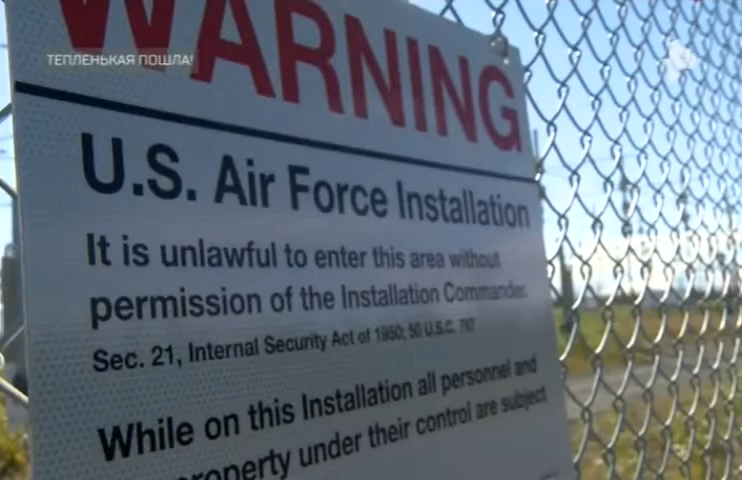 ТЕПЛЕНЬКАЯ ПОШЛА!
WARNING
U.S. Air Force Installation
It is unlawful to enter this area without
permission of the Installation Commander.
Sec. 21, Internal Security Act of 1950; 50 U.S.C. 797
While on this Installation all personnel and
property under their control are subject